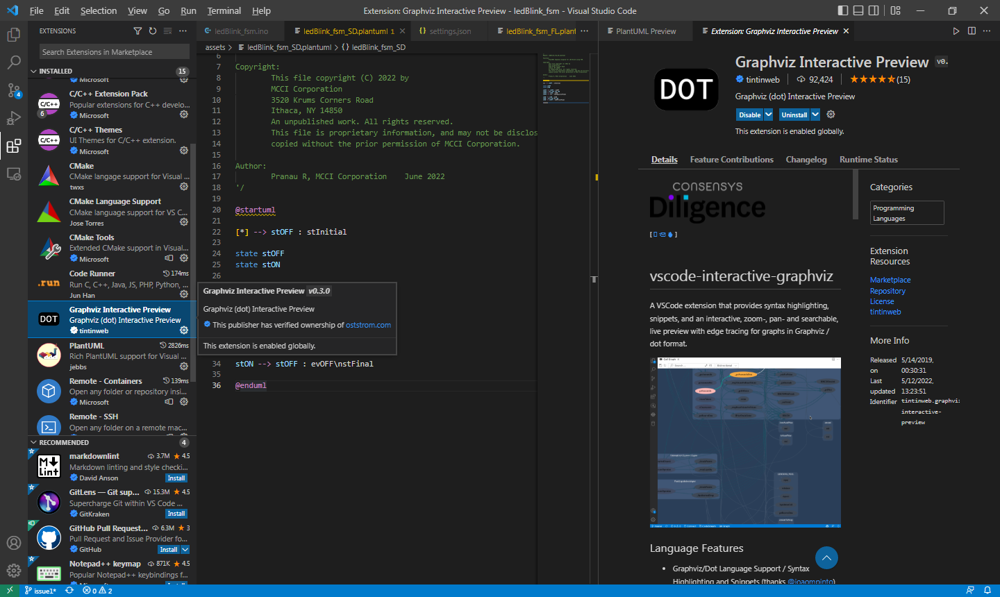 File Edit Selection View Go Run Terminal Help
Extension: Graphviz Interactive Preview - ledBlink_fsm - Visual Studio Code
EXTENSIONS
Search Extensions in Marketplace
INSTALLED 15
Microsoft
C/C++ Extension Pack
Popular extensions for C++ develo...
Microsoft
C/C++
6
C/C++ Themes
UI Themes for C/C++ extension.
Microsoft
C/C++
CMake
CMake langage support for Visual ...
twxs
CMake Language Support
CMake language support for VS C...
Jose Torres
CMake Tools
Extended CMake support in Visual...
Microsoft
Code Runner 174ms
Run C, C++, Java, JS, PHP, Python, ...
Jun Han
.run
Graphviz Interactive Preview
Graphviz (dot) Interactive Preview
tintinweb
DOT
PlantUML 2826ms
Rich PlantUML support for Visual ...
jebbs
Remote - Containers 139ms
Open any folder or repository insi...
Microsoft
Remote - SSH
Open any folder on a remote mac...
RECOMMENDED 4
markdownlint 3.7M 4.5
Markdown linting and style checki...
David Anson Install
M Lint
GitLens — Git sup... 15.3M 4.5
Supercharge Git within VS Code ...
GitKraken Install
GitHub Pull Request... 6.3M 3
Pull Request and Issue Provider fo...
GitHub Install
Notepad++ keymap 871K 4.5
Popular Notepad++ keybindings f...
4
ledBlink_fsm.ino
ledBlink_fsm_SD.plantuml 1
settings.json
ledBlink_fsm_FL.plant ...
assets > ledBlink_fsm_SD.plantuml > {} ledBlink_fsm_SD
6
7 Copyright:
8 This file copyright (C) 2022 by
9 MCCI Corporation
10 3520 Krums Corners Road
11 Ithaca, NY 14850
12 An unpublished work. All rights reserved.
13 This file is proprietary information, and may not be disclos
14 copied without the prior permission of MCCI Corporation.
15
16 Author:
17 Pranau R, MCCI Corporation June 2022
18 '/
19
20 @startuml
21
22 [*] --> stOFF : stInitial
23
24 state stOFF
25 state stON
26
Graphviz Interactive Preview v0.3.0
Graphviz (dot) Interactive Preview
This publisher has verified ownership of oststrom.com
This extension is enabled globally.
34 stON --> stOFF : evOFF\nstFinal
35
36 @enduml
PlantUML Preview
Extension: Graphviz Interactive Preview
DOT
Graphviz Interactive Preview v0.
tintinweb 92,424 (15)
Graphviz (dot) Interactive Preview
Disable Uninstall
This extension is enabled globally.
Details Feature Contributions Changelog Runtime Status
CONSENSYS
Diligence
[ ]
vscode-interactive-graphviz
A VSCode extension that provides syntax highlighting,
snippets, and an interactive, zoom-, pan- and searchable,
live preview with edge tracing for graphs in Graphviz /
dot format.
Language Features
• Graphviz/Dot Language Support / Syntax
Highlighting and Snippets (thanks @joaompinto)
Categories
Programming
Languages
Extension
Resources
Marketplace
Repository
License
tintinweb
More Info
Released on 5/14/2019, 00:30:31
Last updated 5/12/2022, 13:23:51
Identifier tintinweb.graphviz-interactive-preview
issue1* 0 2